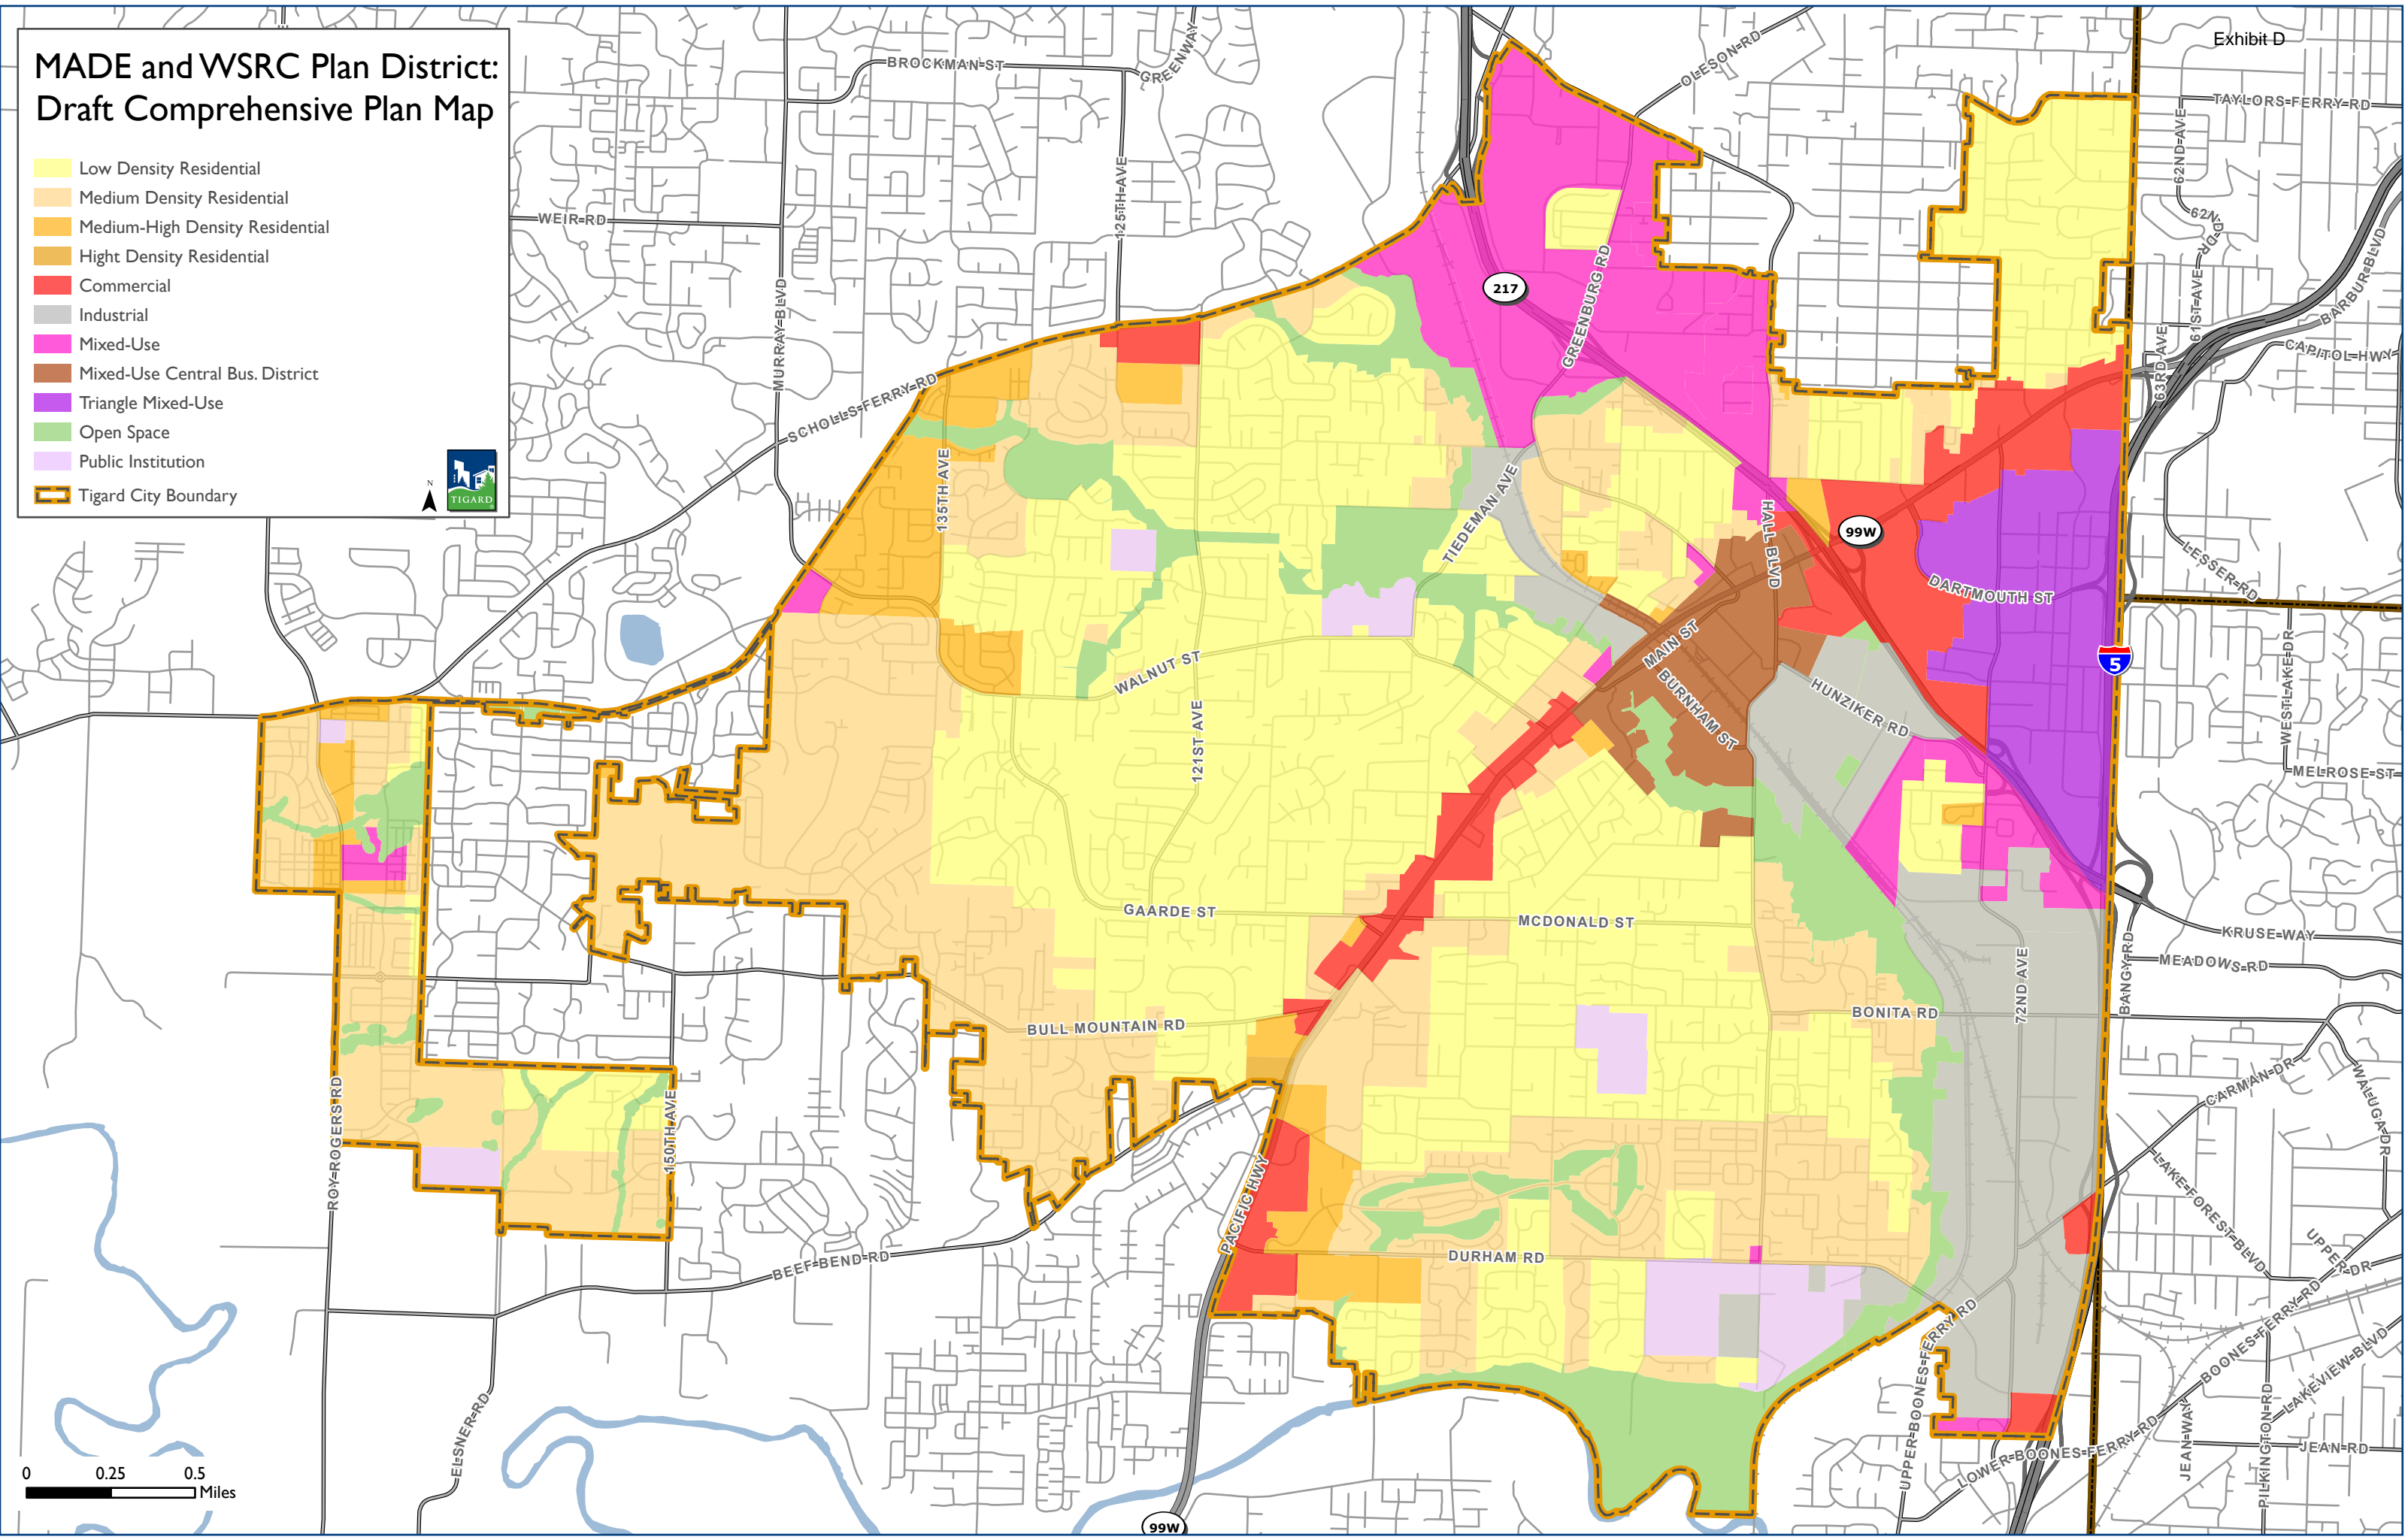 Exhibit D
MADE and WSRC Plan District:
Draft Comprehensive Plan Map
Low Density Residential
Medium Density Residential
Medium-High Density Residential
Hight Density Residential
Commercial
Industrial
Mixed-Use
Mixed-Use Central Bus. District
Triangle Mixed-Use
Open Space
Public Institution
Tigard City Boundary
N
TIGARD
BROCKMAN ST
GREENWAY
OLESON RD
TAYLORS FERRY RD
62ND AVE
125TH AVE
WEIR RD
62ND DR
MURRAY BLVD
217
GREENBURG RD
61ST AVE
BARBUR BLVD
CAPITOL HWY
63RD AVE
SCHOLLS FERRY RD
135TH AVE
TIEDEMAN AVE
HALL BLVD
99W
LESSER RD
DARTMOUTH ST
WALNUT ST
MAIN ST
BURNHAM ST
HUNZIKER RD
5
WEST LAKE DR
121ST AVE
MELROSE ST
GAARDE ST
MCDONALD ST
KRUSE WAY
MEADOWS RD
BANGY RD
72ND AVE
BULL MOUNTAIN RD
BONITA RD
CARMAN DR
WALUGA DR
ROY ROGERS RD
150TH AVE
PACIFIC HWY
LAKE FOREST BLVD
UPPER DR
BEEF BEND RD
DURHAM RD
UPPER BOONES FERRY RD
BOONES FERRY RD
LAKEVIEW BLVD
ELSNER RD
LOWER BOONES FERRY RD
JEAN WAY
PILKINGTON RD
JEAN RD
0 0.25 0.5
Miles
99W